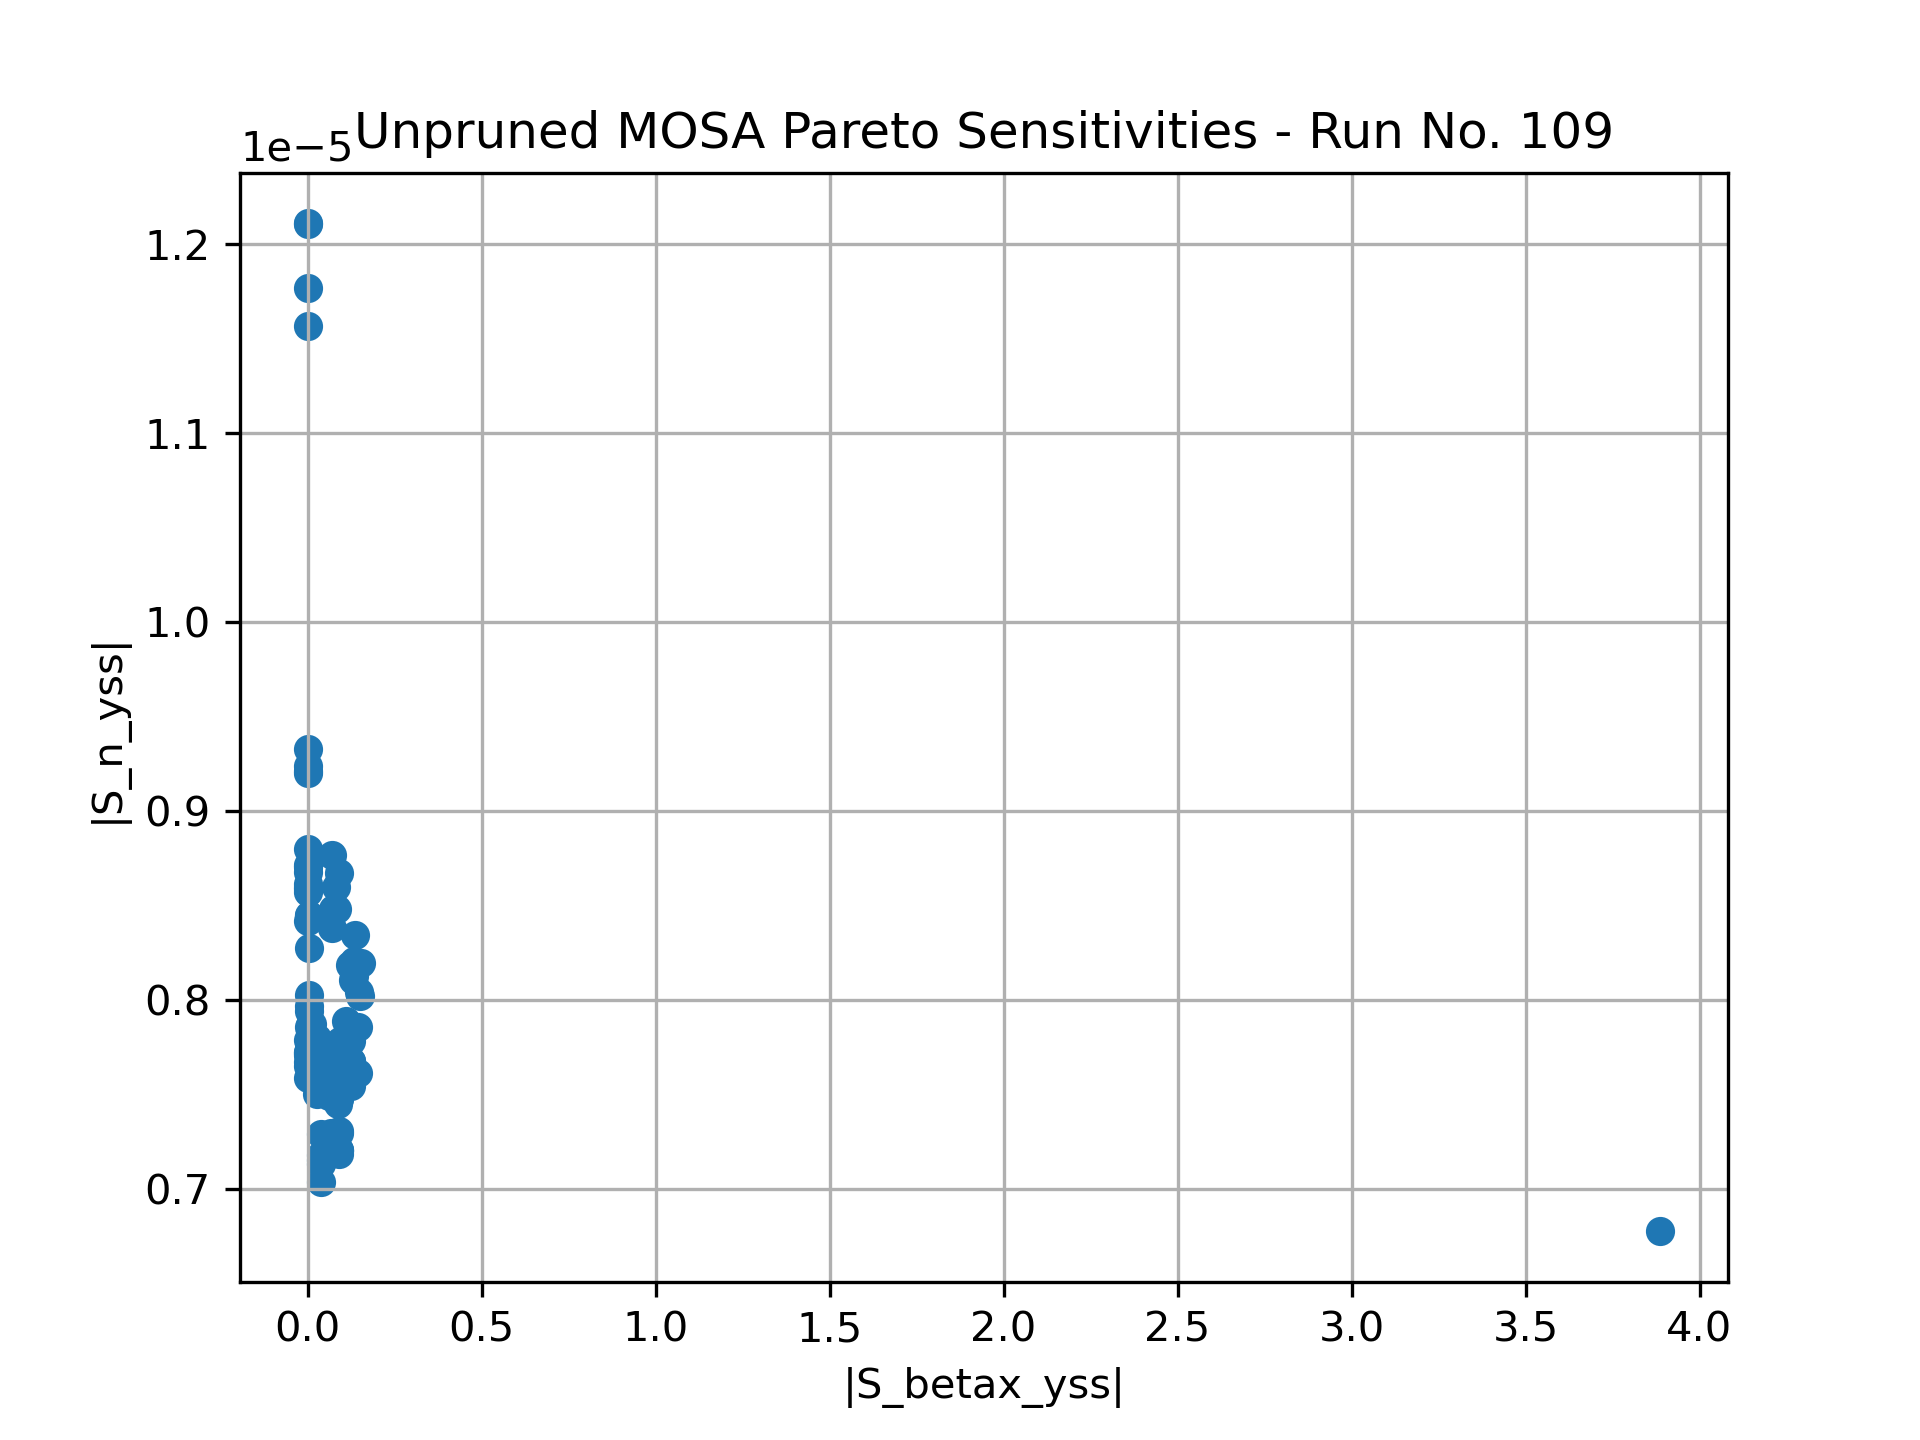 1e−5
Unpruned MOSA Pareto Sensitivities - Run No. 109
1.2
1.1
1.0
0.9
0.8
0.7
|S_n_yss|
0.0 0.5 1.0 1.5 2.0 2.5 3.0 3.5 4.0
|S_betax_yss|